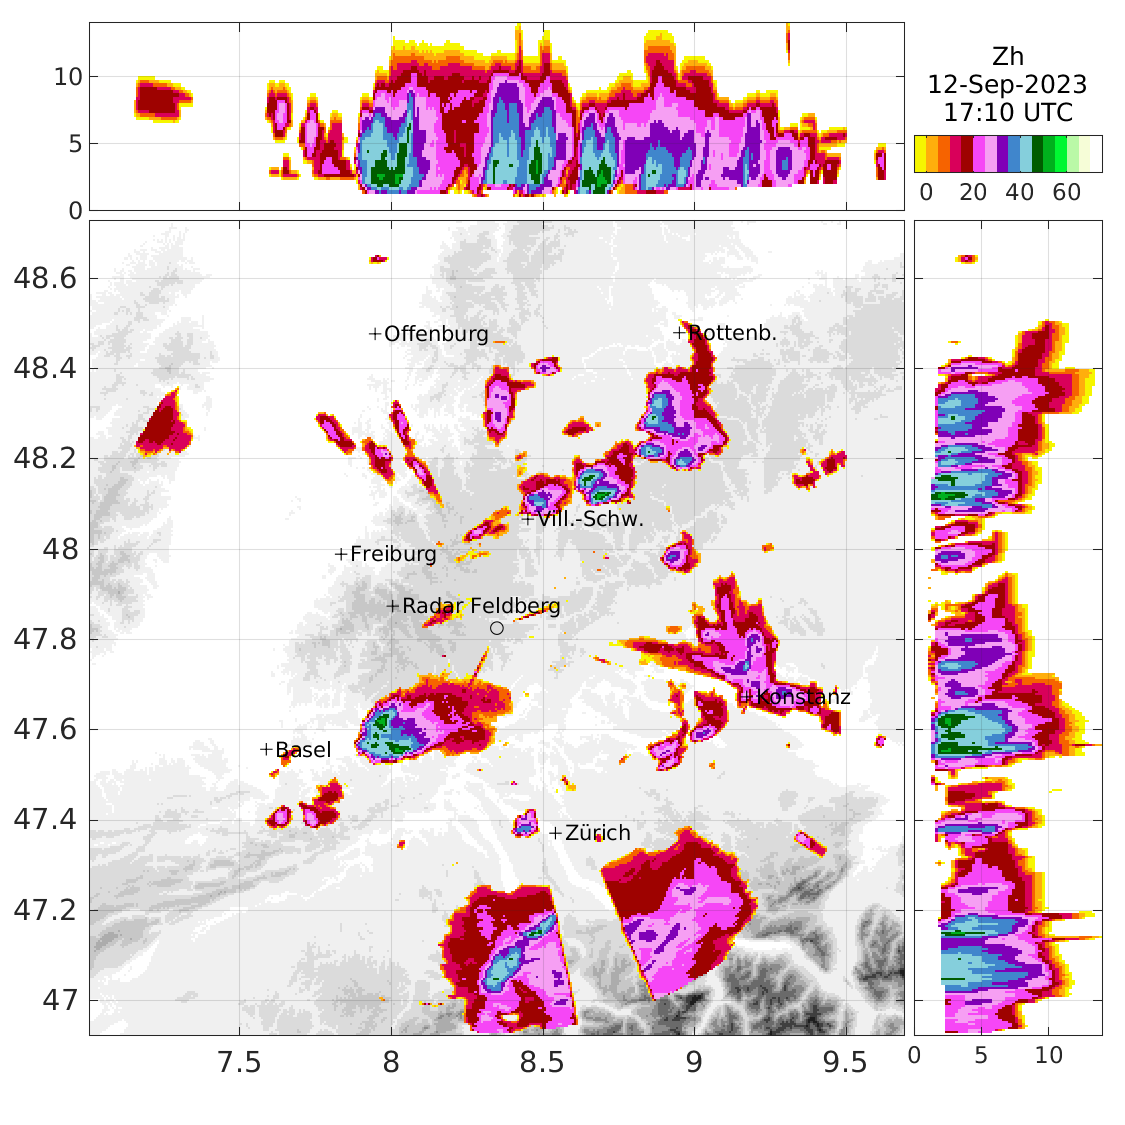 10
5
0
Zh
12-Sep-2023
17:10 UTC
0 20 40 60
48.6
48.4
48.2
48
47.8
47.6
47.4
47.2
47
+Offenburg
+Rottenb.
+Vill.-Schw.
+Freiburg
+Radar Feldberg
+Konstanz
+Basel
+Zürich
7.5 8 8.5 9 9.5
0 5 10